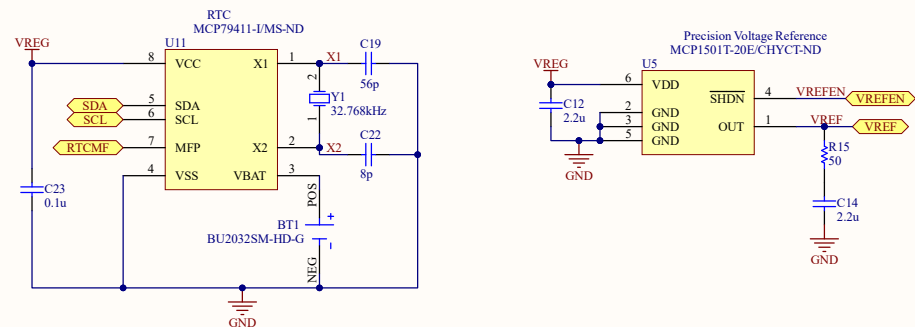 RTC
MCP79411-I/MS-ND
VREG
U11
8
VCC
X1
1
X1
C19
56p
2
Y1
32.768kHz
1
SDA
5
SDA
SCL
6
SCL
RTCMF
7
MFP
X2
2
X2
C22
8p
4
VSS
VBAT
3
C23
0.1u
POS
BT1
+
BU2032SM-HD-G
NEG
GND
Precision Voltage Reference
MCP1501T-20E/CHYCT-ND
VREG
U5
6
VDD
SHDN
4
VREFEN
VREFEN
C12
2.2u
2
GND
3
GND
5
GND
OUT
1
VREF
VREF
GND
R15
50
C14
2.2u
GND